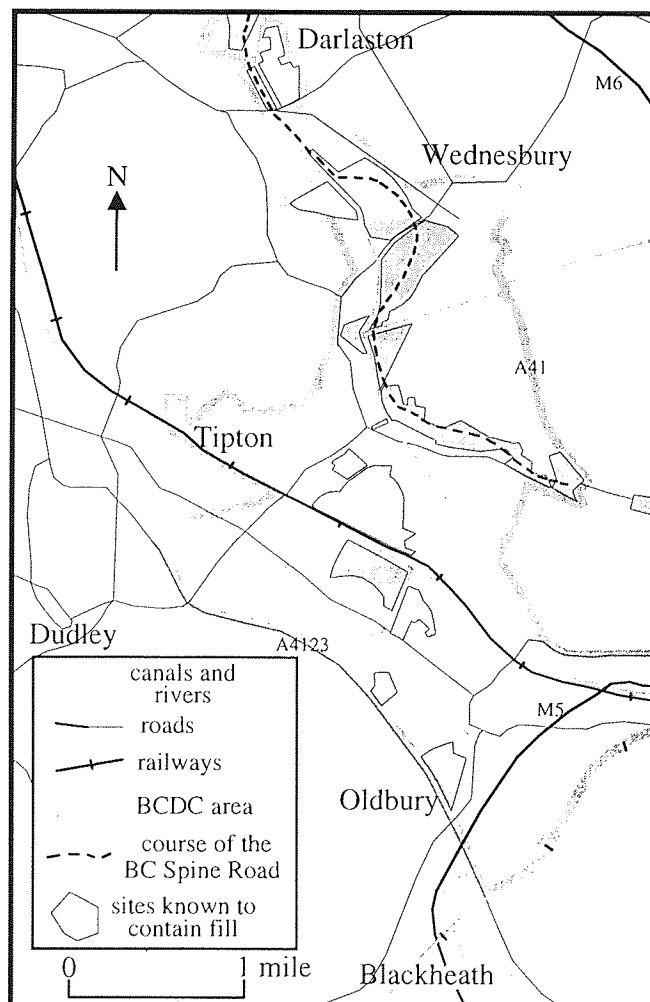 Darlaston
M6
Wednesbury
N
A41
Tipton
Dudley
A4123
M5
canals and
rivers
roads
railways
BCDC area
course of the
BC Spine Road
sites known to
contain fill
Oldbury
0 1 mile
Blackheath